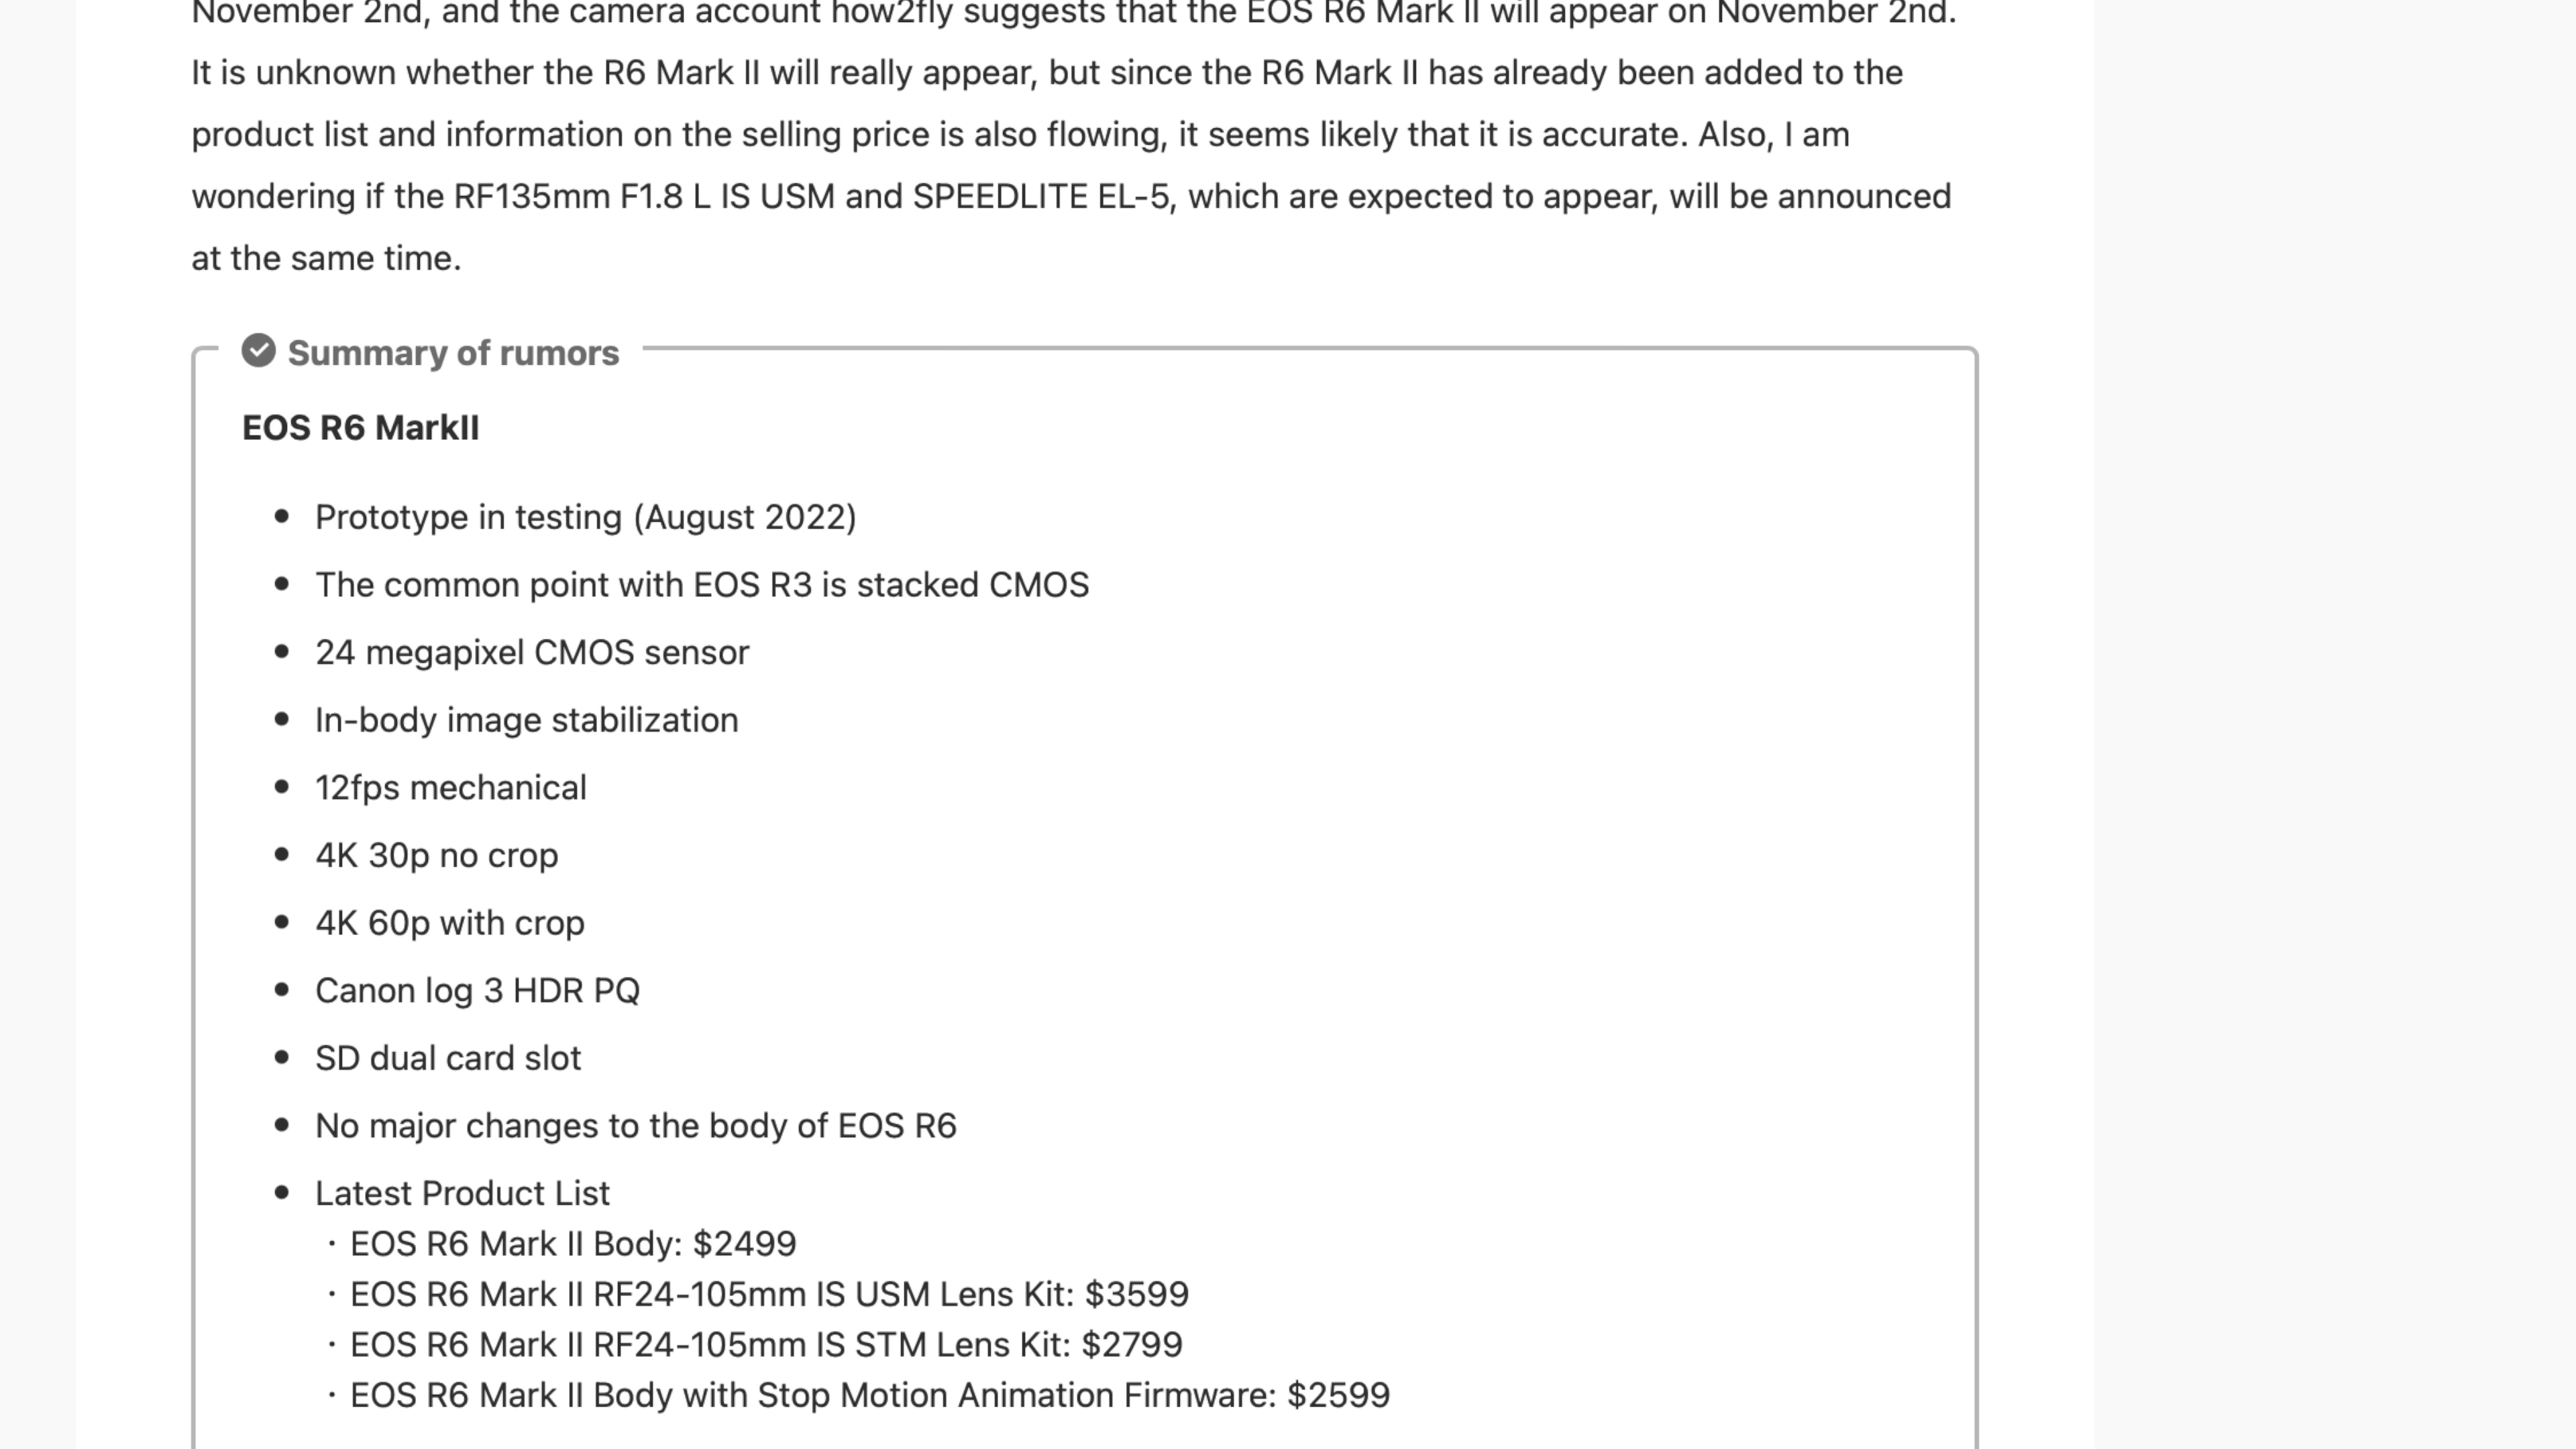 November 2nd, and the camera account how2fly suggests that the EOS R6 Mark II will appear on November 2nd.
It is unknown whether the R6 Mark II will really appear, but since the R6 Mark II has already been added to the
product list and information on the selling price is also flowing, it seems likely that it is accurate. Also, I am
wondering if the RF135mm F1.8 L IS USM and SPEEDLITE EL-5, which are expected to appear, will be announced
at the same time.
Summary of rumors
EOS R6 MarkII
• Prototype in testing (August 2022)
• The common point with EOS R3 is stacked CMOS
• 24 megapixel CMOS sensor
• In-body image stabilization
• 12fps mechanical
• 4K 30p no crop
• 4K 60p with crop
• Canon log 3 HDR PQ
• SD dual card slot
• No major changes to the body of EOS R6
• Latest Product List
・EOS R6 Mark II Body: $2499
・EOS R6 Mark II RF24-105mm IS USM Lens Kit: $3599
・EOS R6 Mark II RF24-105mm IS STM Lens Kit: $2799
・EOS R6 Mark II Body with Stop Motion Animation Firmware: $2599